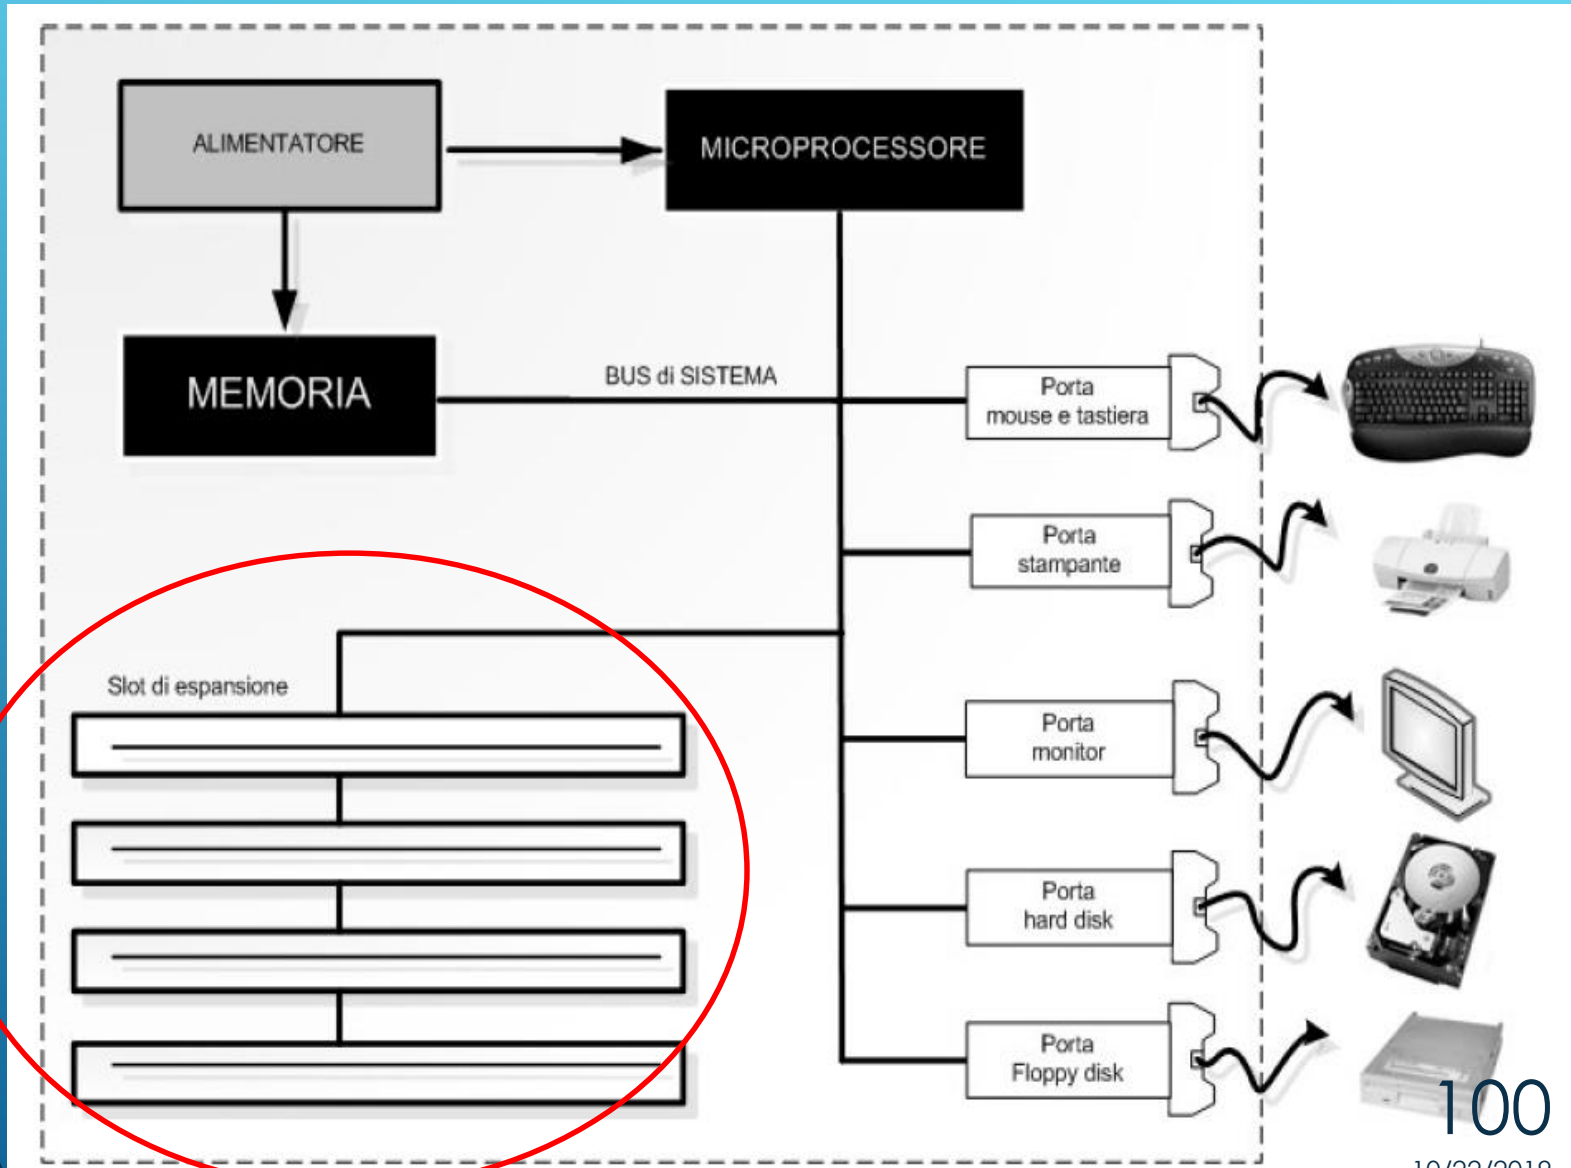 ALIMENTATORE
MICROPROCESSORE
MEMORIA
BUS di SISTEMA
Porta
mouse e tastiera
Porta
stampante
Slot di espansione
Porta
monitor
Porta
hard disk
Porta
Floppy disk
100